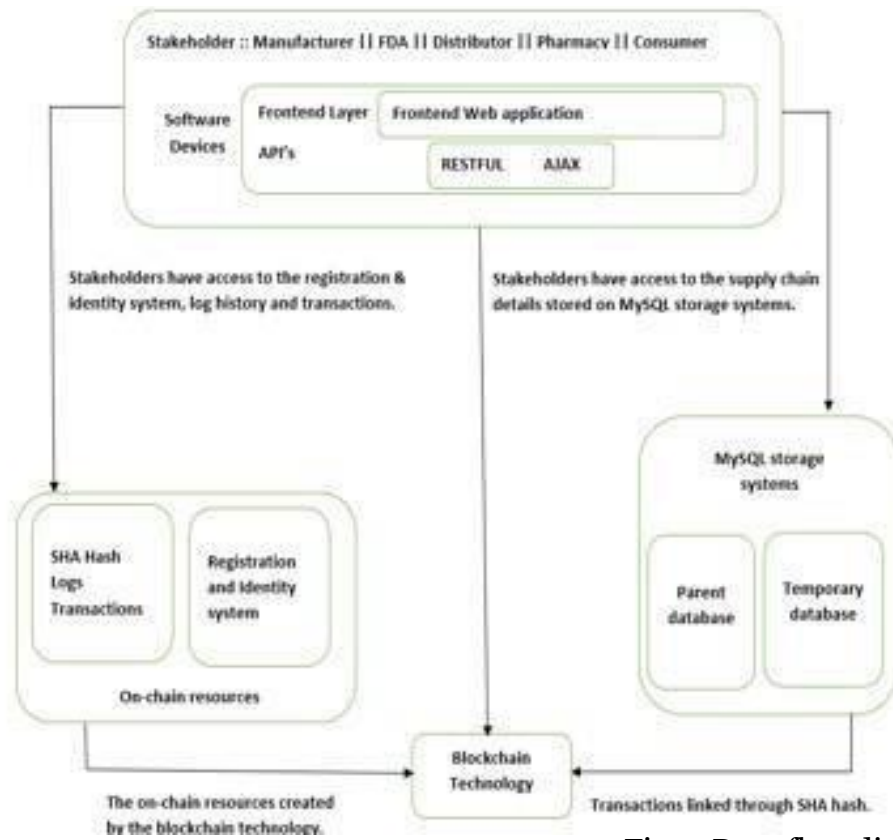 Stakeholder :: Manufacturer || FDA || Distributor || Pharmacy || Consumer
Software
Devices
Frontend Layer
Frontend Web application
API's
RESTFUL AJAX
Stakeholders have access to the registration &
identity system, log history and transactions.
Stakeholders have access to the supply chain
details stored on MySQL storage systems.
MySQL storage
systems
SHA Hash
Logs
Transactions
Registration
and identity
system
Parent
database
Temporary
database
On-chain resources
Blockchain
Technology
The on-chain resources created
by the blockchain technology.
Transactions linked through SHA hash.